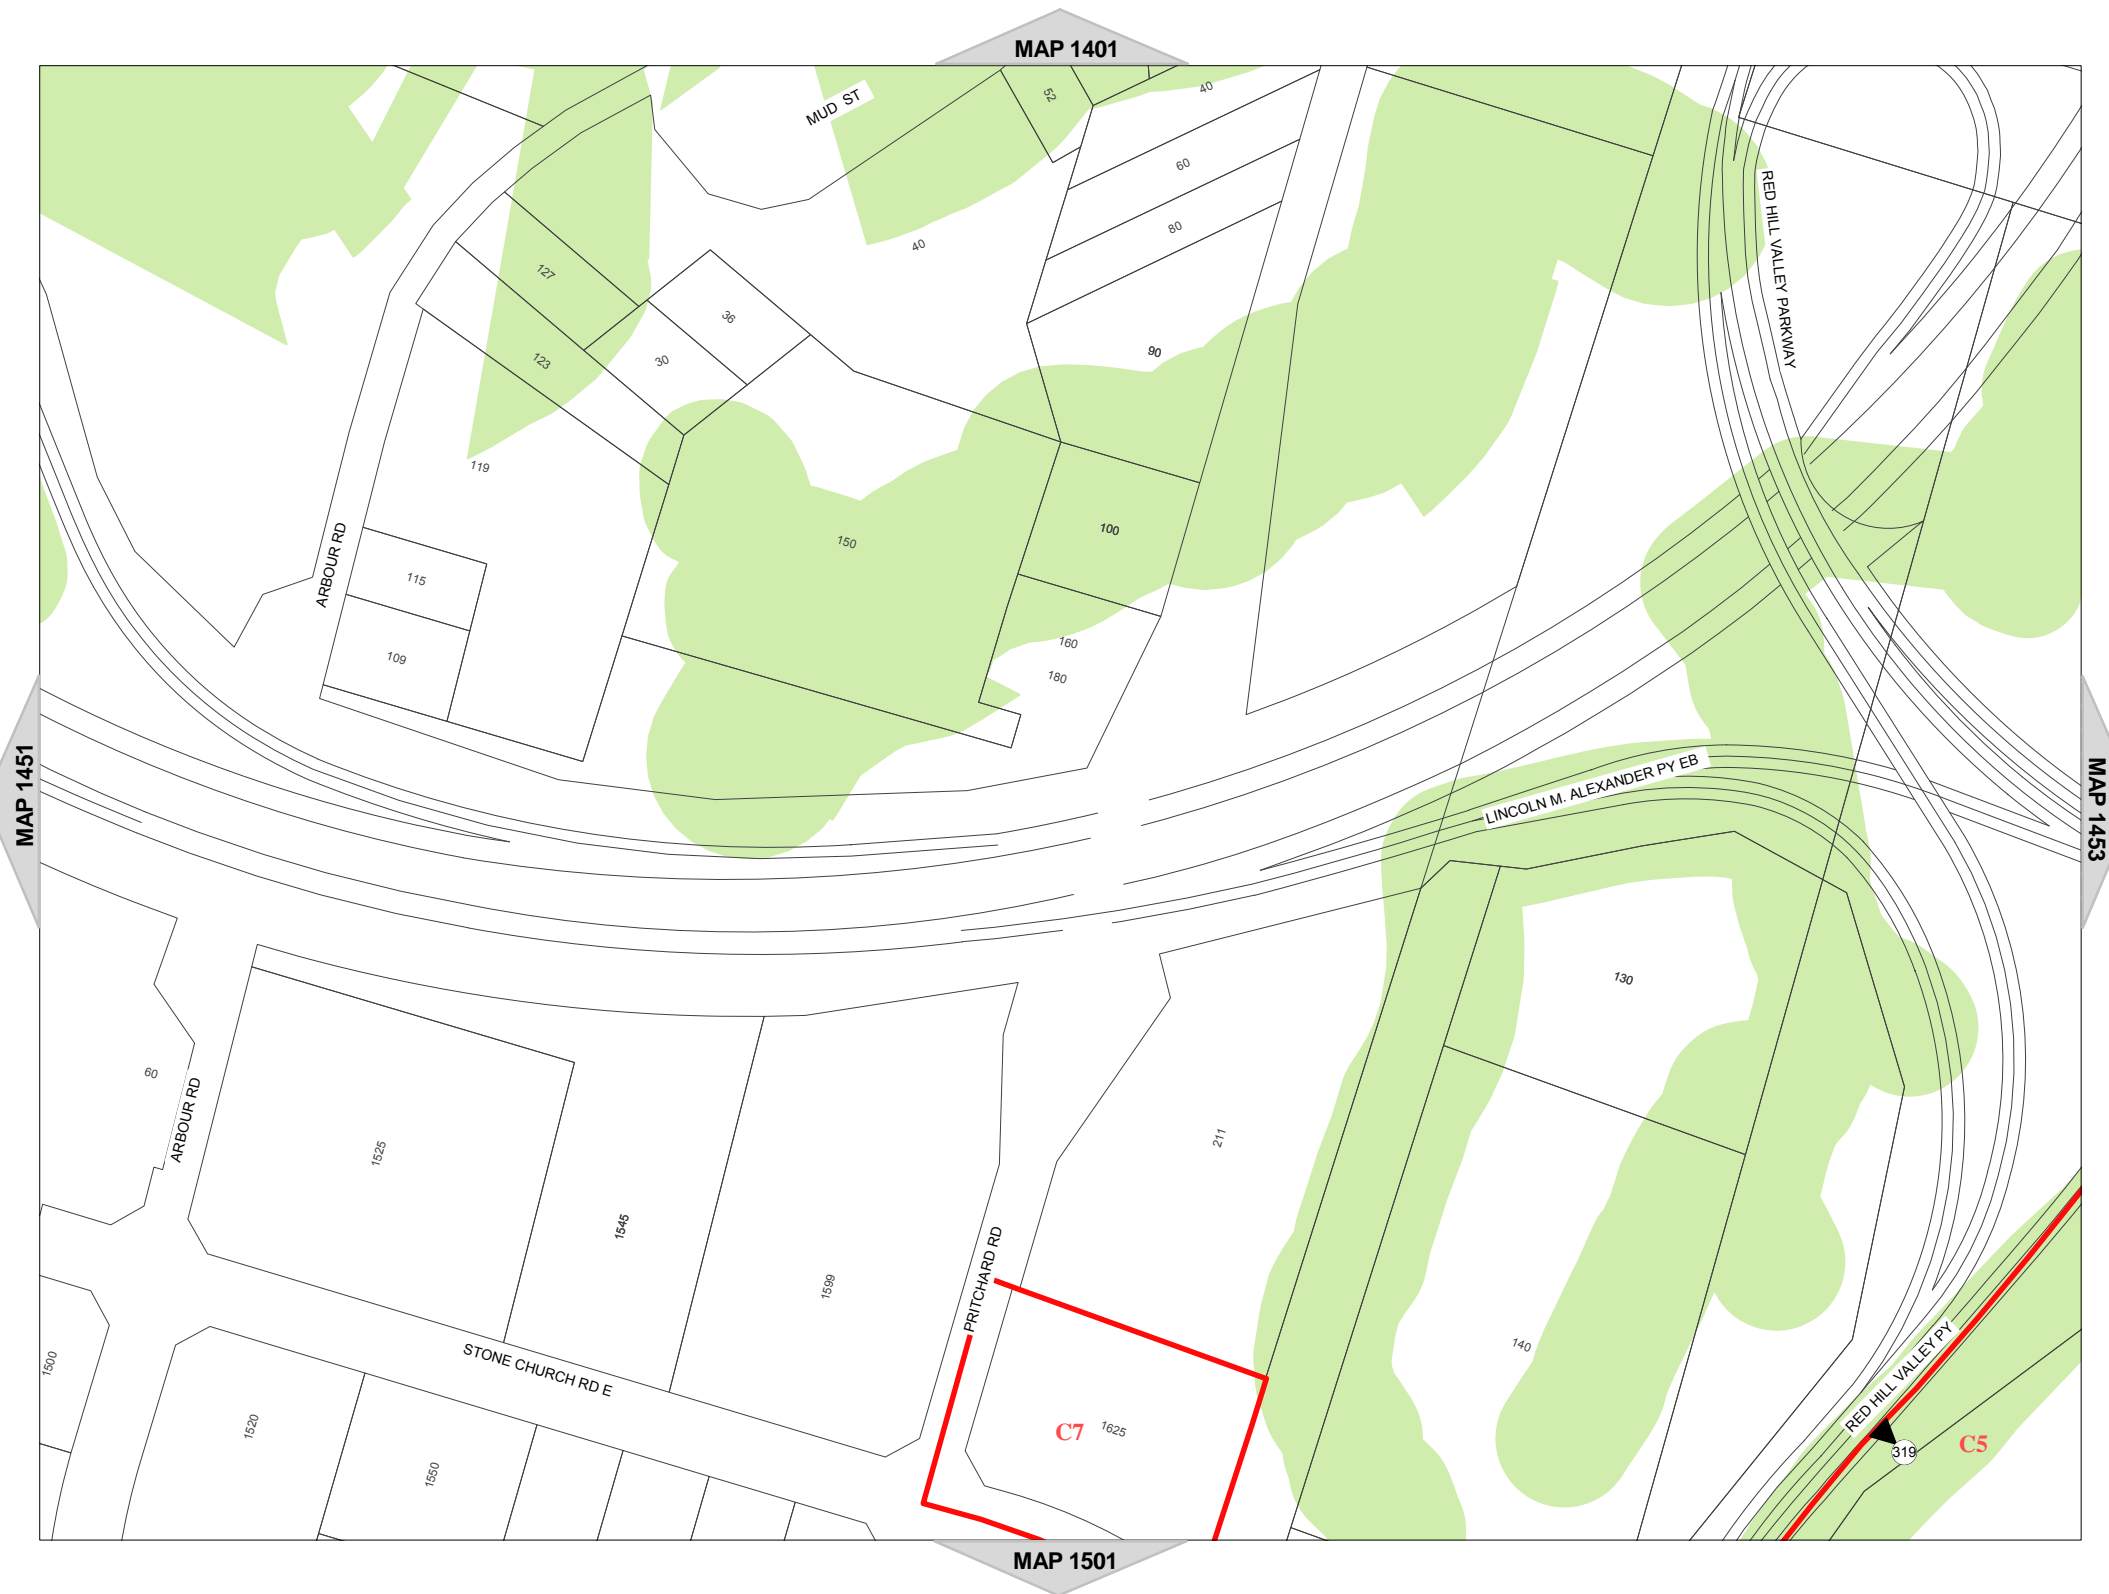 MAP 1401
MUD ST
52
40
60
80
40
90
RED HILL VALLEY PARKWAY
127
36
30
123
119
ARBOUR RD
115
109
150
100
160
180
MAP 1451
MAP 1453
LINCOLN M. ALEXANDER PY EB
130
60
ARBOUR RD
1525
1545
1599
211
PRITCHARD RD
140
STONE CHURCH RD E
1500
1520
1550
C7
1625
RED HILL VALLEY PY
319
C5
MAP 1501